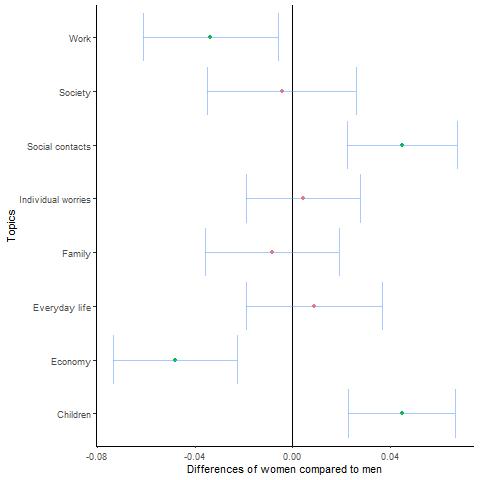 Work
Society
Social contacts
Individual worries
Family
Everyday life
Economy
Children
Topics
-0.08
-0.04
0.00
0.04
Differences of women compared to men